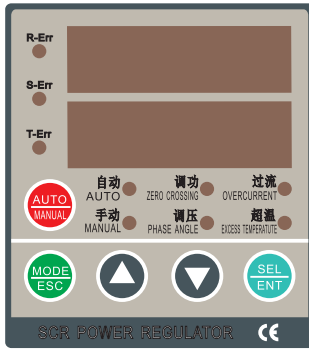 R-Err
S-Err
T-Err
自动 调功 过流
AUTO ZERO CROSSING OVERCURRENT
手动 调压 超温
MANUAL PHASE ANGLE EXCESS TEMPERATUTE
AUTO
MANUAL
MODE
ESC
SEL
ENT
SCR POWER REGULATOR CE